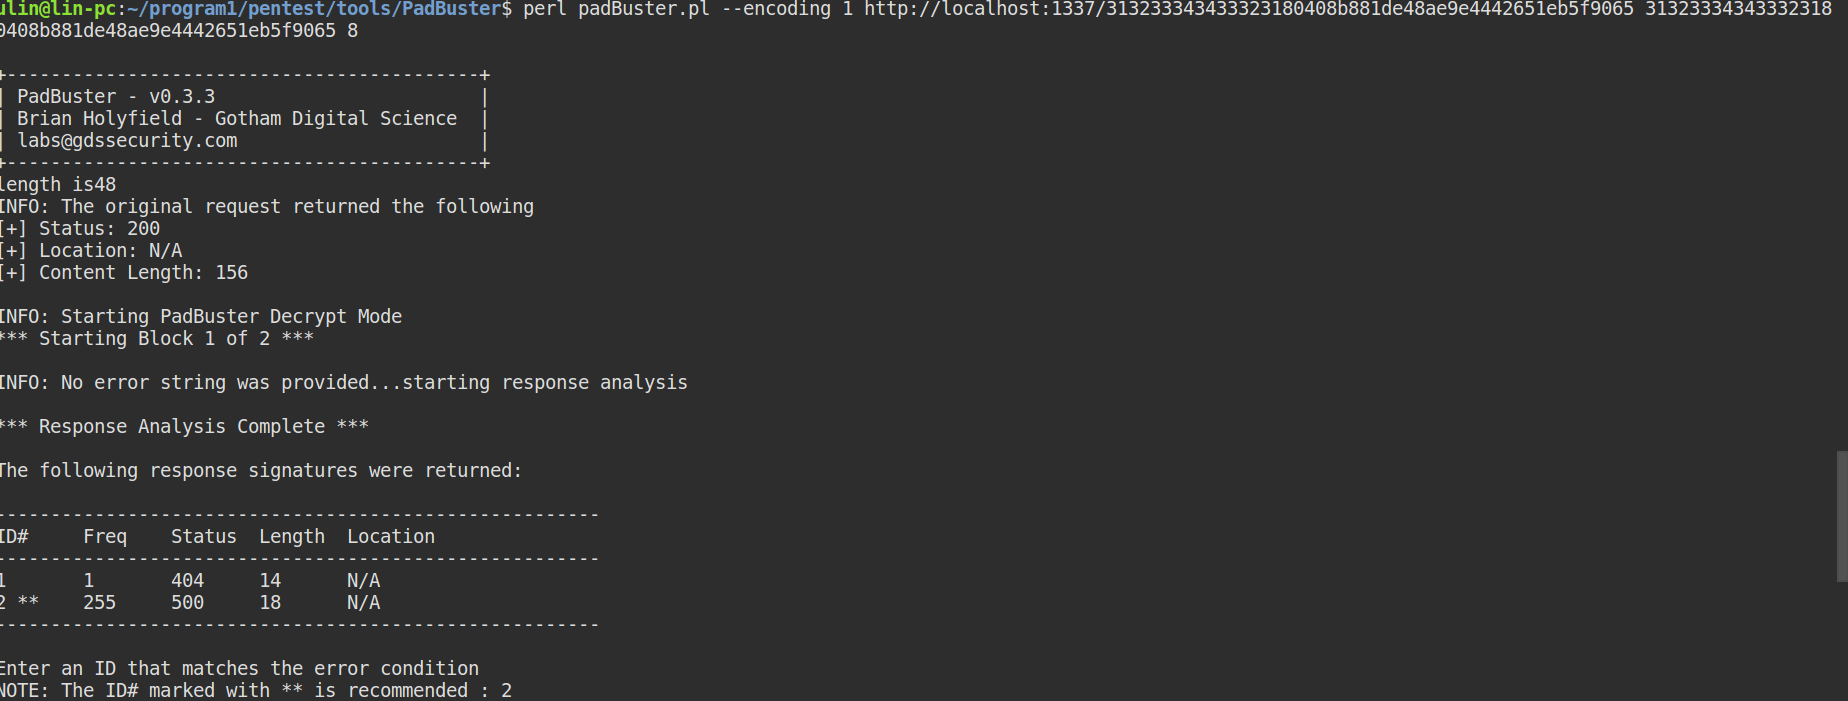 ulin@lin-pc:~/program1/pentest/tools/PadBuster$ perl padBuster.pl --encoding 1 http://localhost:1337/313233343433323180408b881de48ae9e4442651eb5f9065 31323334343332318
0408b881de48ae9e4442651eb5f9065 8
+-------------------------------------------+
| PadBuster - v0.3.3                        |
| Brian Holyfield - Gotham Digital Science  |
| labs@gdssecurity.com                      |
+-------------------------------------------+
length is48
INFO: The original request returned the following
[+] Status: 200
[+] Location: N/A
[+] Content Length: 156
INFO: Starting PadBuster Decrypt Mode
*** Starting Block 1 of 2 ***
INFO: No error string was provided...starting response analysis
*** Response Analysis Complete ***
The following response signatures were returned:
-------------------------------------------------------
ID#     Freq    Status  Length  Location
-------------------------------------------------------
1       1       404     14      N/A
2 **    255     500     18      N/A
-------------------------------------------------------
Enter an ID that matches the error condition
NOTE: The ID# marked with ** is recommended : 2